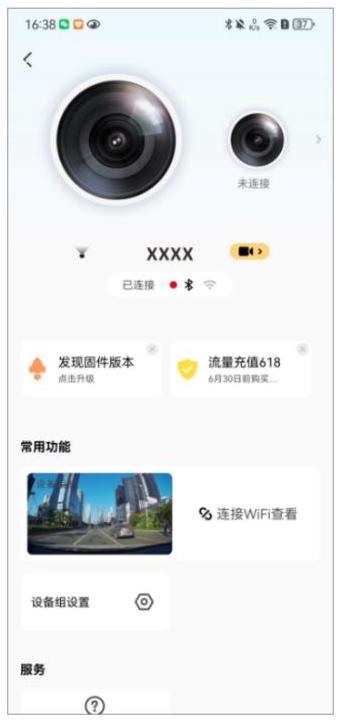 16:38 0 K/s 37
未连接
XXXX
已连接
发现固件版本
点击升级
流量充值618
6月30日前购买...
常用功能
连接WiFi查看
设备组设置
服务